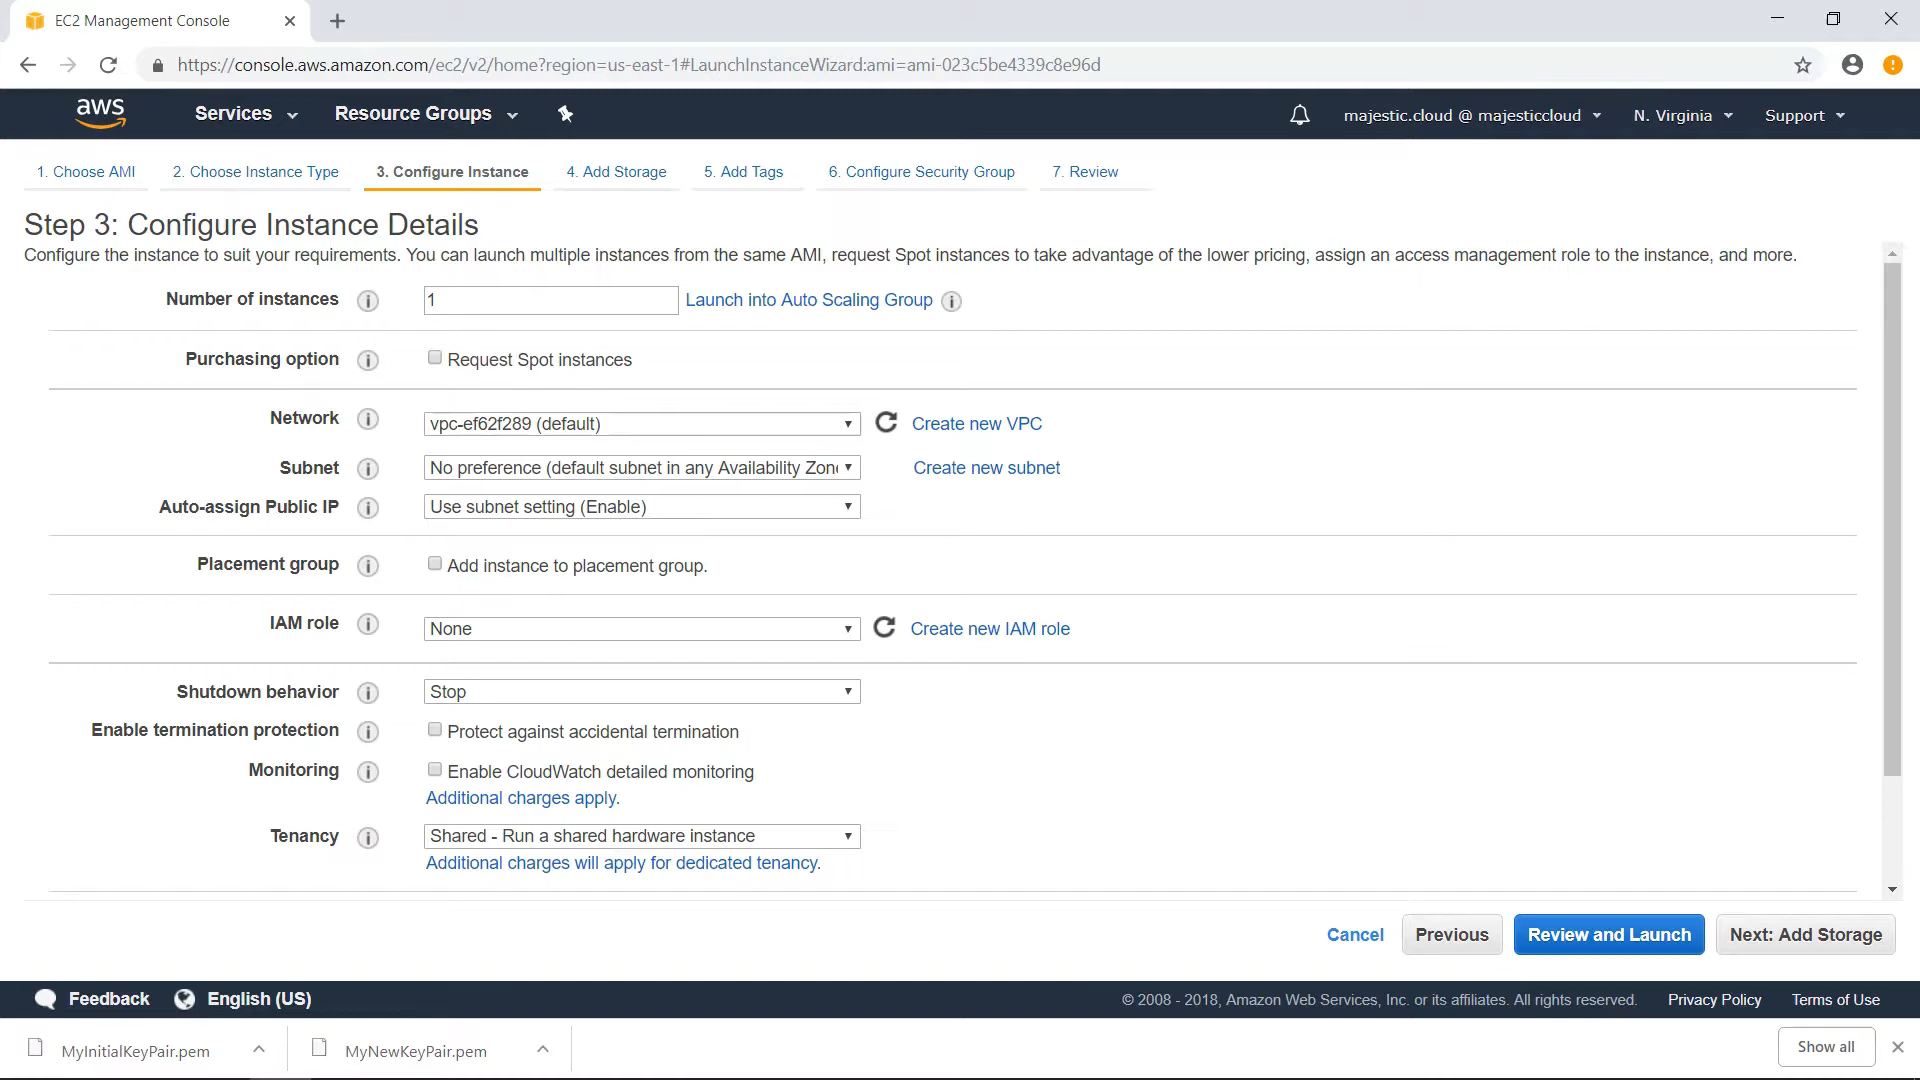 EC2 Management Console
https://console.aws.amazon.com/ec2/v2/home?region=us-east-1#LaunchInstanceWizard:ami=ami-023c5be4339c8e96d
aws Services Resource Groups majestic.cloud @ majesticcloud N. Virginia Support
1. Choose AMI 2. Choose Instance Type 3. Configure Instance 4. Add Storage 5. Add Tags 6. Configure Security Group 7. Review
Step 3: Configure Instance Details
Configure the instance to suit your requirements. You can launch multiple instances from the same AMI, request Spot instances to take advantage of the lower pricing, assign an access management role to the instance, and more.
Number of instances 1 Launch into Auto Scaling Group
Purchasing option Request Spot instances
Network vpc-ef62f289 (default) Create new VPC
Subnet No preference (default subnet in any Availability Zon Create new subnet
Auto-assign Public IP Use subnet setting (Enable)
Placement group Add instance to placement group.
IAM role None Create new IAM role
Shutdown behavior Stop
Enable termination protection Protect against accidental termination
Monitoring Enable CloudWatch detailed monitoring
Additional charges apply.
Tenancy Shared - Run a shared hardware instance
Additional charges will apply for dedicated tenancy.
Cancel Previous Review and Launch Next: Add Storage
Feedback English (US) © 2008 - 2018, Amazon Web Services, Inc. or its affiliates. All rights reserved. Privacy Policy Terms of Use
MyInitialKeyPair.pem MyNewKeyPair.pem Show all